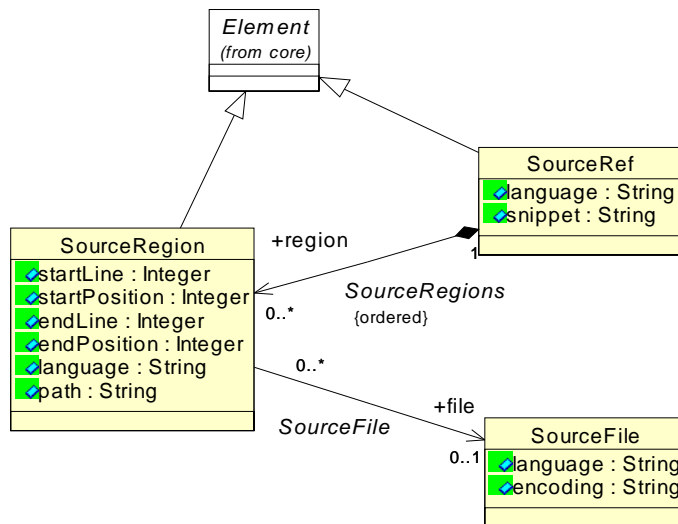 Element
(from core)
SourceRef
language : String
snippet : String
SourceRegion
startLine : Integer
startPosition : Integer
endLine : Integer
endPosition : Integer
language : String
path : String
+region
1
SourceRegions
0..*
{ordered}
0..*
+file
SourceFile
0..1
SourceFile
language : String
encoding : String